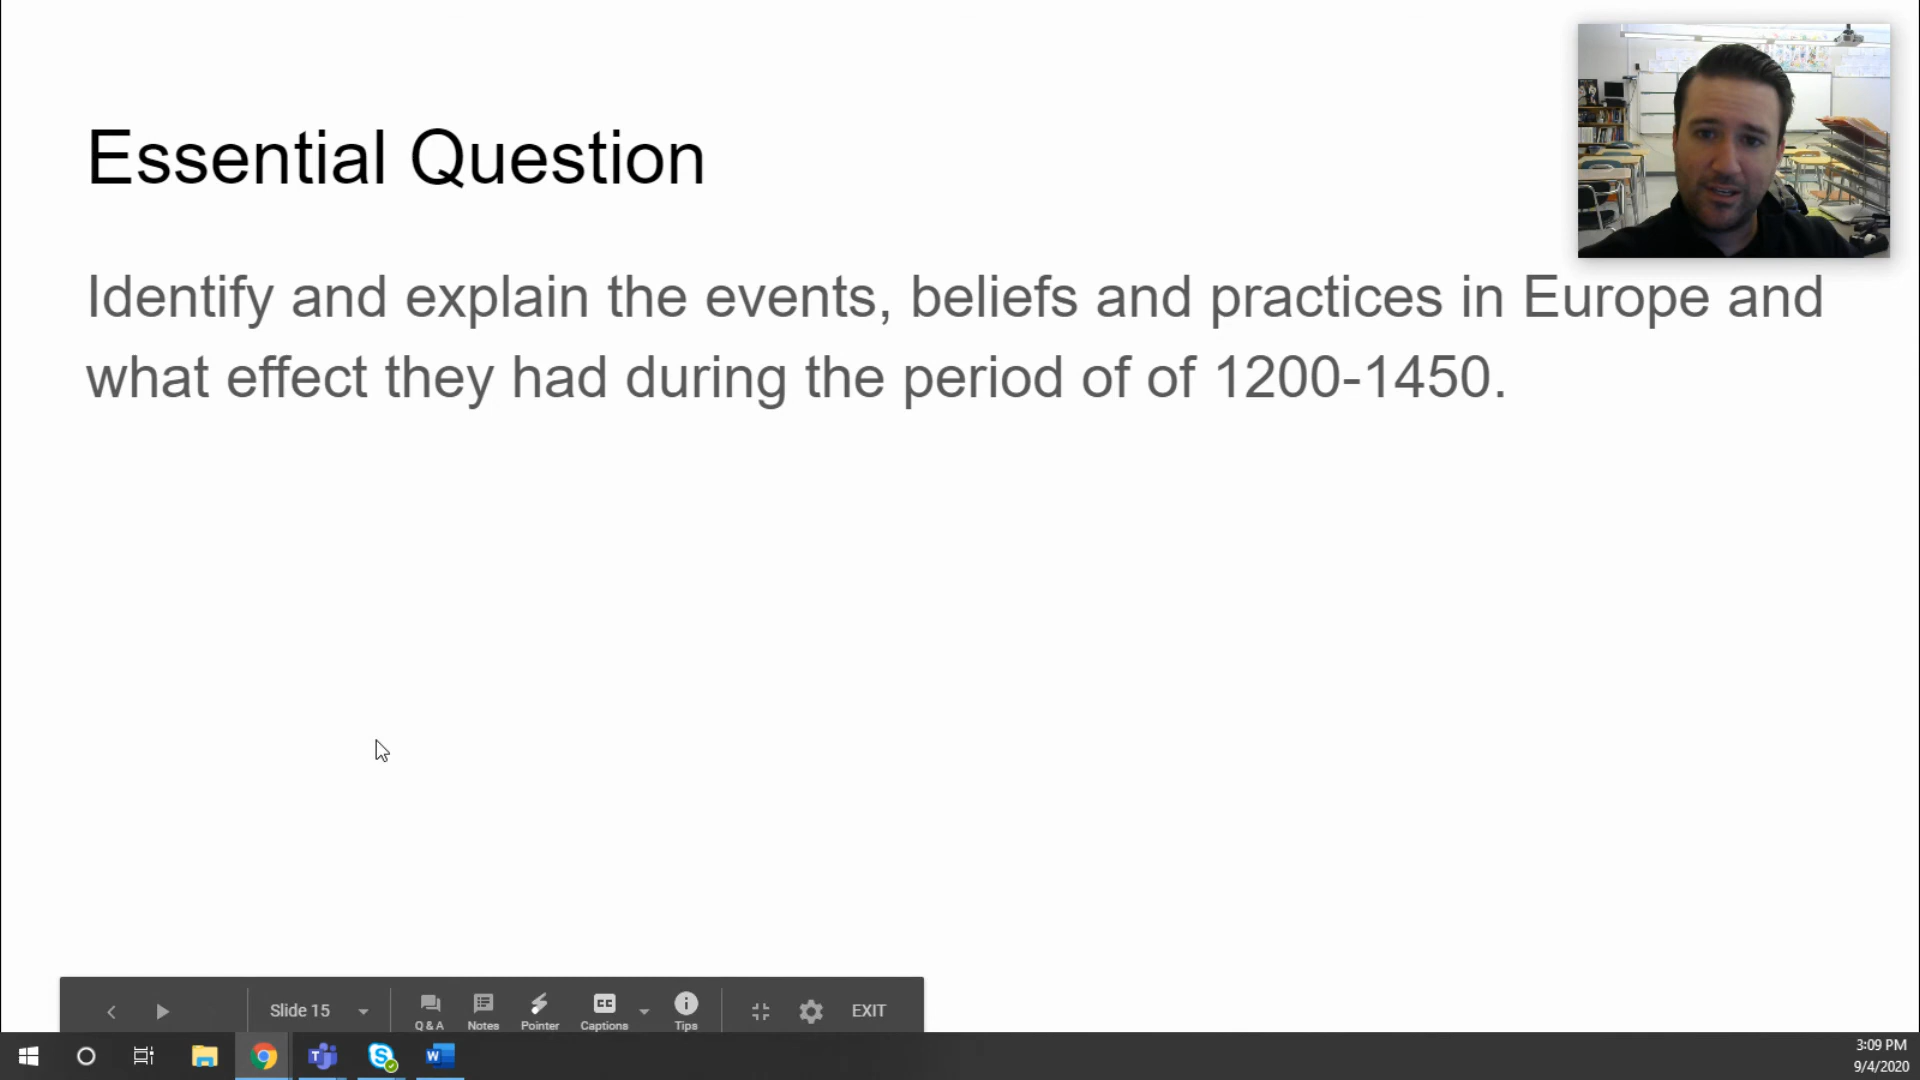 Essential Question
Identify and explain the events, beliefs and practices in Europe and
what effect they had during the period of of 1200-1450.
Slide 15
Q & A
Notes
Pointer
CC
Captions
Tips
EXIT
3:09 PM
9/4/2020